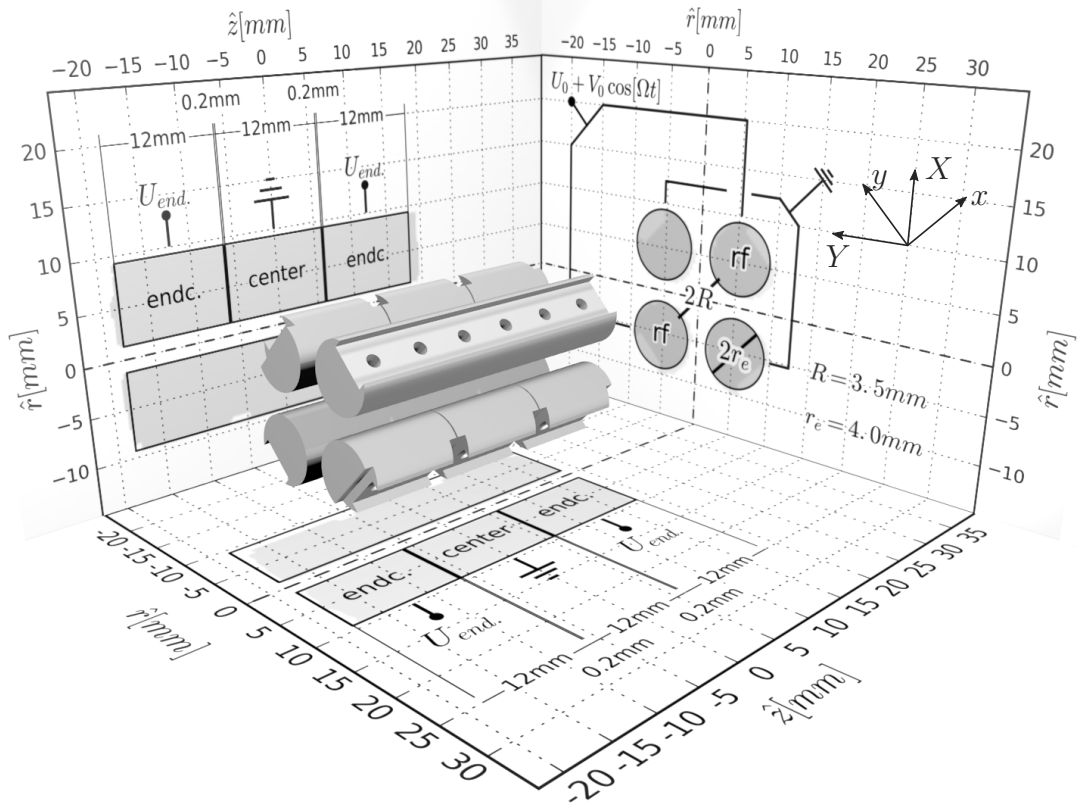 ẑ[mm]
−20 −15 −10 −5 0 5 10 15 20 25 30 35
r̂[mm]
−20 −15 −10 −5 0 5 10 15 20 25 30
0.2mm 0.2mm
12mm 12mm 12mm
U_end. U_end.
endc. center endc.
20
15
10
5
0
−5
−10
r̂[mm]
U₀+V₀cos[Ωt]
rf
2R
rf
2r_e
R=3.5mm
r_e=4.0mm
y X x
Y
20
15
10
5
0
−5
−10
r̂[mm]
endc. center endc.
U end.
U end.
12mm 12mm 12mm
0.2mm 0.2mm
-20 -15 -10 -5 0 5 10 15 20 25 30
r̂[mm]
-20 -15 -10 -5 0 5 10 15 20 25 30 35
ẑ[mm]